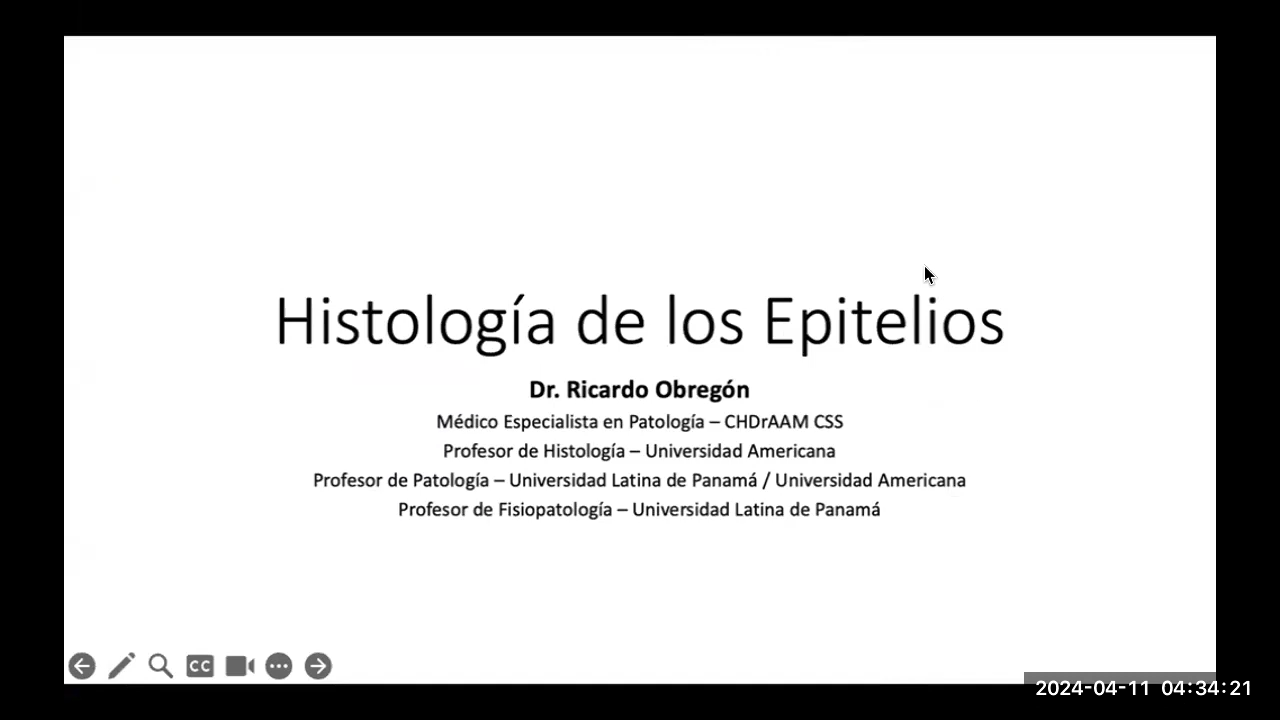 Histología de los Epitelios
Dr. Ricardo Obregón
Médico Especialista en Patología – CHDrAAM CSS
Profesor de Histología – Universidad Americana
Profesor de Patología – Universidad Latina de Panamá / Universidad Americana
Profesor de Fisiopatología – Universidad Latina de Panamá
CC
2024-04-11 04:34:21